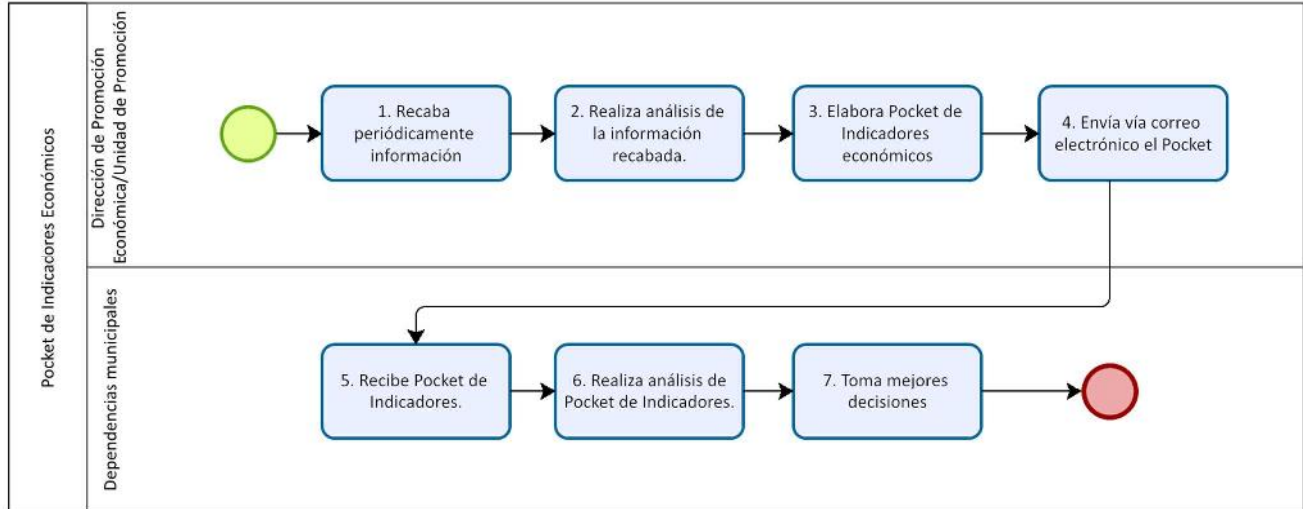 Pocket de Indicadores Económicos
Dirección de Promoción
Económica/Unidad de Promoción
1. Recaba
periódicamente
información
2. Realiza análisis de
la información
recabada.
3. Elabora Pocket de
Indicadores
económicos
4. Envía vía correo
electrónico el Pocket
Dependencias municipales
5. Recibe Pocket de
Indicadores.
6. Realiza análisis de
Pocket de Indicadores.
7. Toma mejores
decisiones